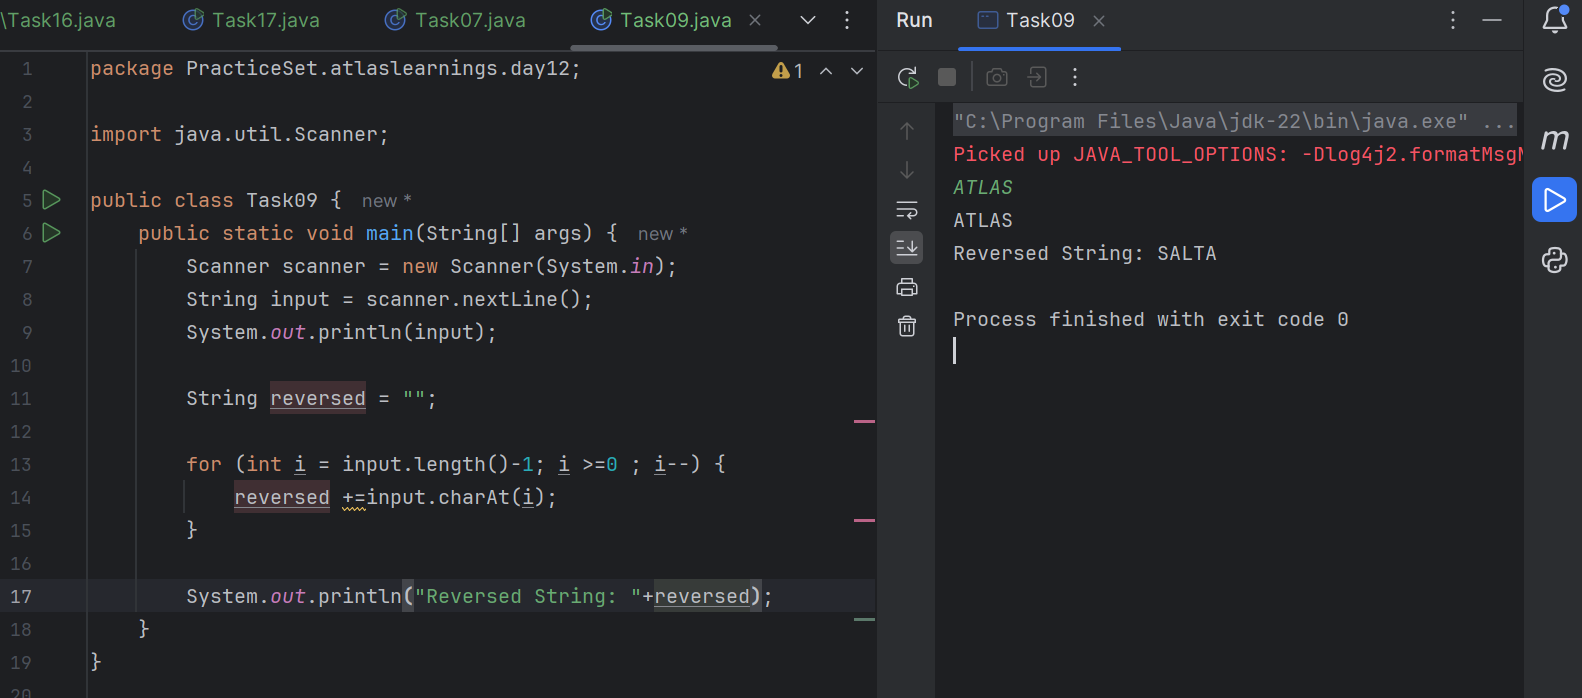 \Task16.java Task17.java Task07.java Task09.java
1 package PracticeSet.atlaslearnings.day12; 1
2
3 import java.util.Scanner;
4
5 public class Task09 { new *
6 public static void main(String[] args) { new *
7 Scanner scanner = new Scanner(System.in);
8 String input = scanner.nextLine();
9 System.out.println(input);
10
11 String reversed = "";
12
13 for (int i = input.length()-1; i >=0 ; i--) {
14 reversed +=input.charAt(i);
15 }
16
17 System.out.println("Reversed String: "+reversed);
18 }
19 }
20
Run Task09
"C:\Program Files\Java\jdk-22\bin\java.exe" ...
Picked up JAVA_TOOL_OPTIONS: -Dlog4j2.formatMsgN
ATLAS
ATLAS
Reversed String: SALTA
Process finished with exit code 0
m